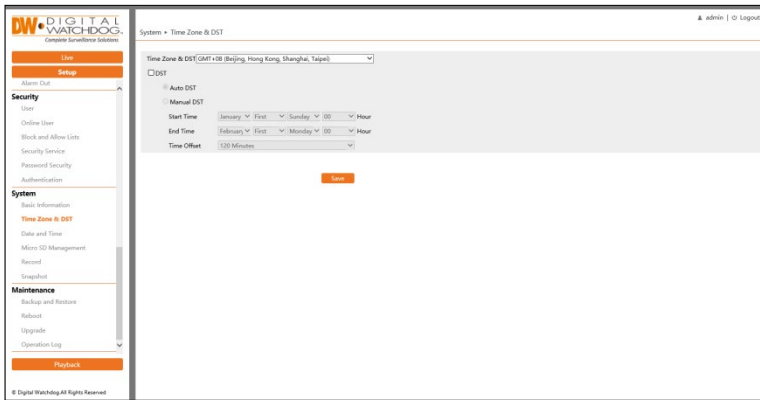 DW DIGITAL
WATCHDOG.
Complete Surveillance Solutions
admin | Logout
System ▸ Time Zone & DST
Live
Setup
Alarm Out
Security
User
Online User
Block and Allow Lists
Security Service
Password Security
Authentication
System
Basic Information
Time Zone & DST
Date and Time
Micro SD Management
Record
Snapshot
Maintenance
Backup and Restore
Reboot
Upgrade
Operation Log
Playback
© Digital Watchdog.All Rights Reserved
Time Zone & DST GMT+08 (Beijing, Hong Kong, Shanghai, Taipei)
DST
Auto DST
Manual DST
Start Time January First Sunday 00 Hour
End Time February First Monday 00 Hour
Time Offset 120 Minutes
Save